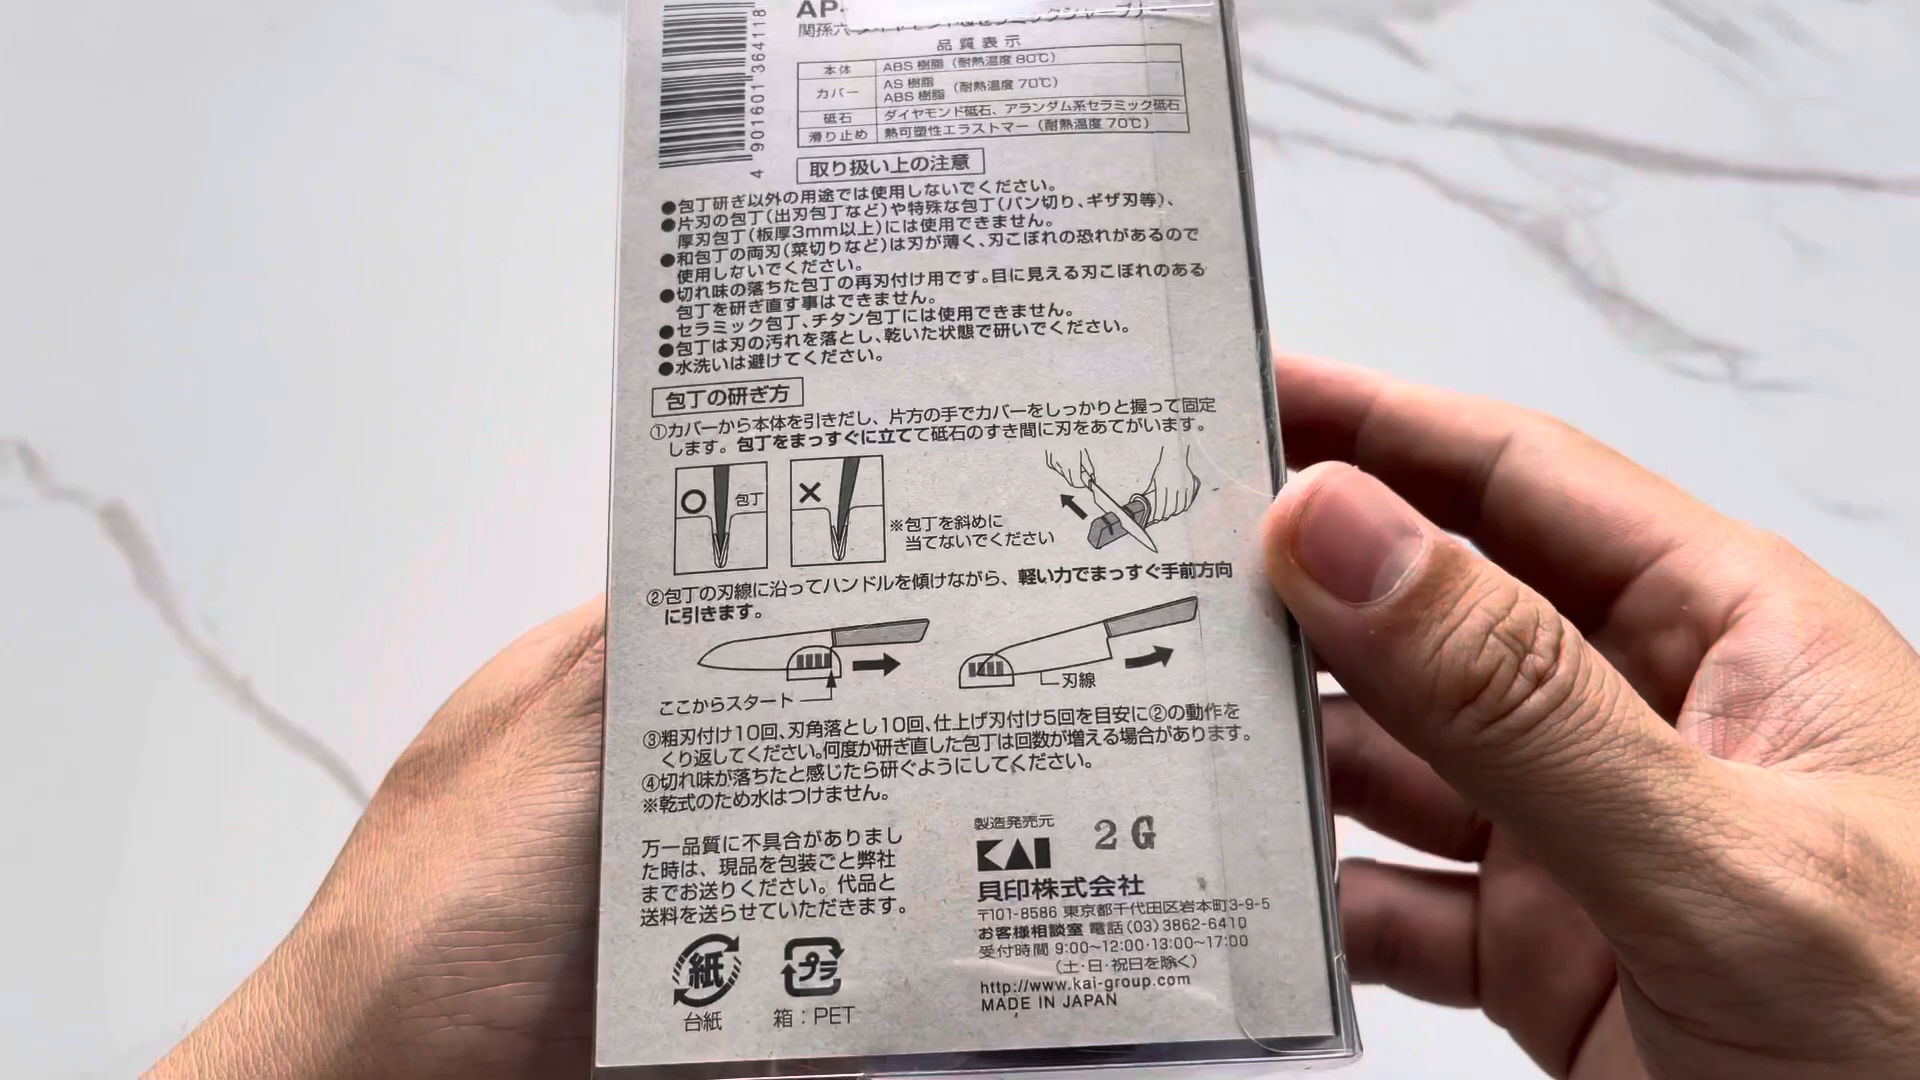 AP-
関孫六 ダイヤモンド&セラミックシャープナー
4 901601 364118
品質表示
本体 ABS樹脂(耐熱温度80℃)
カバー AS樹脂 ABS樹脂 (耐熱温度70℃)
砥石 ダイヤモンド砥石、アランダム系セラミック砥石
滑り止め 熱可塑性エラストマー(耐熱温度70℃)
取り扱い上の注意
●包丁研ぎ以外の用途では使用しないでください。
●片刃の包丁(出刃包丁など)や特殊な包丁(パン切り、ギザ刃等)、
厚刃包丁(板厚3mm以上)には使用できません。
●和包丁の両刃(菜切りなど)は刃が薄く、刃こぼれの恐れがあるので
使用しないでください。
●切れ味の落ちた包丁の再刃付け用です。目に見える刃こぼれのある
包丁を研ぎ直す事はできません。
●セラミック包丁、チタン包丁には使用できません。
●包丁は刃の汚れを落とし、乾いた状態で研いでください。
●水洗いは避けてください。
包丁の研ぎ方
①カバーから本体を引きだし、片方の手でカバーをしっかりと握って固定
します。包丁をまっすぐに立てて砥石のすき間に刃をあてがいます。
包丁
※包丁を斜めに
当てないでください
②包丁の刃線に沿ってハンドルを傾けながら、軽い力でまっすぐ手前方向
に引きます。
ここからスタート
刃線
③粗刃付け10回、刃角落とし10回、仕上げ刃付け5回を目安に②の動作を
くり返してください。何度か研ぎ直した包丁は回数が増える場合があります。
④切れ味が落ちたと感じたら研ぐようにしてください。
※乾式のため水はつけません。
万一品質に不具合がありまし
た時は、現品を包装ごと弊社
までお送りください。代品と
送料を送らせていただきます。
紙
台紙
プラ
箱:PET
製造発売元
KAI
2G
貝印株式会社
〒101-8586 東京都千代田区岩本町3-9-5
お客様相談室 電話(03)3862-6410
受付時間 9:00~12:00・13:00~17:00
(土・日・祝日を除く)
http://www.kai-group.com
MADE IN JAPAN